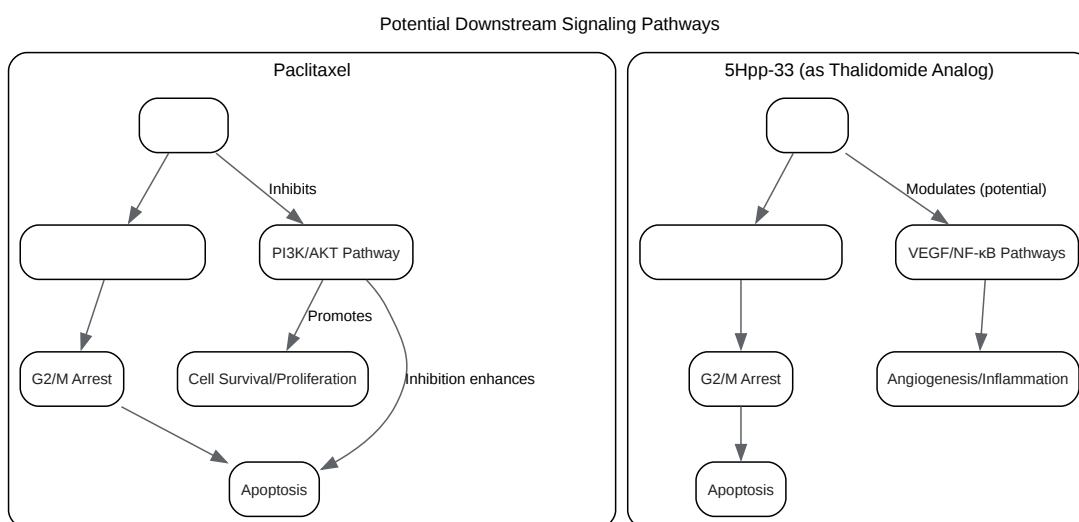 Potential Downstream Signaling Pathways
Paclitaxel
Inhibits
PI3K/AKT Pathway
Promotes
G2/M Arrest
Cell Survival/Proliferation
Inhibition enhances
Apoptosis
5Hpp-33 (as Thalidomide Analog)
Modulates (potential)
VEGF/NF-κB Pathways
G2/M Arrest
Angiogenesis/Inflammation
Apoptosis